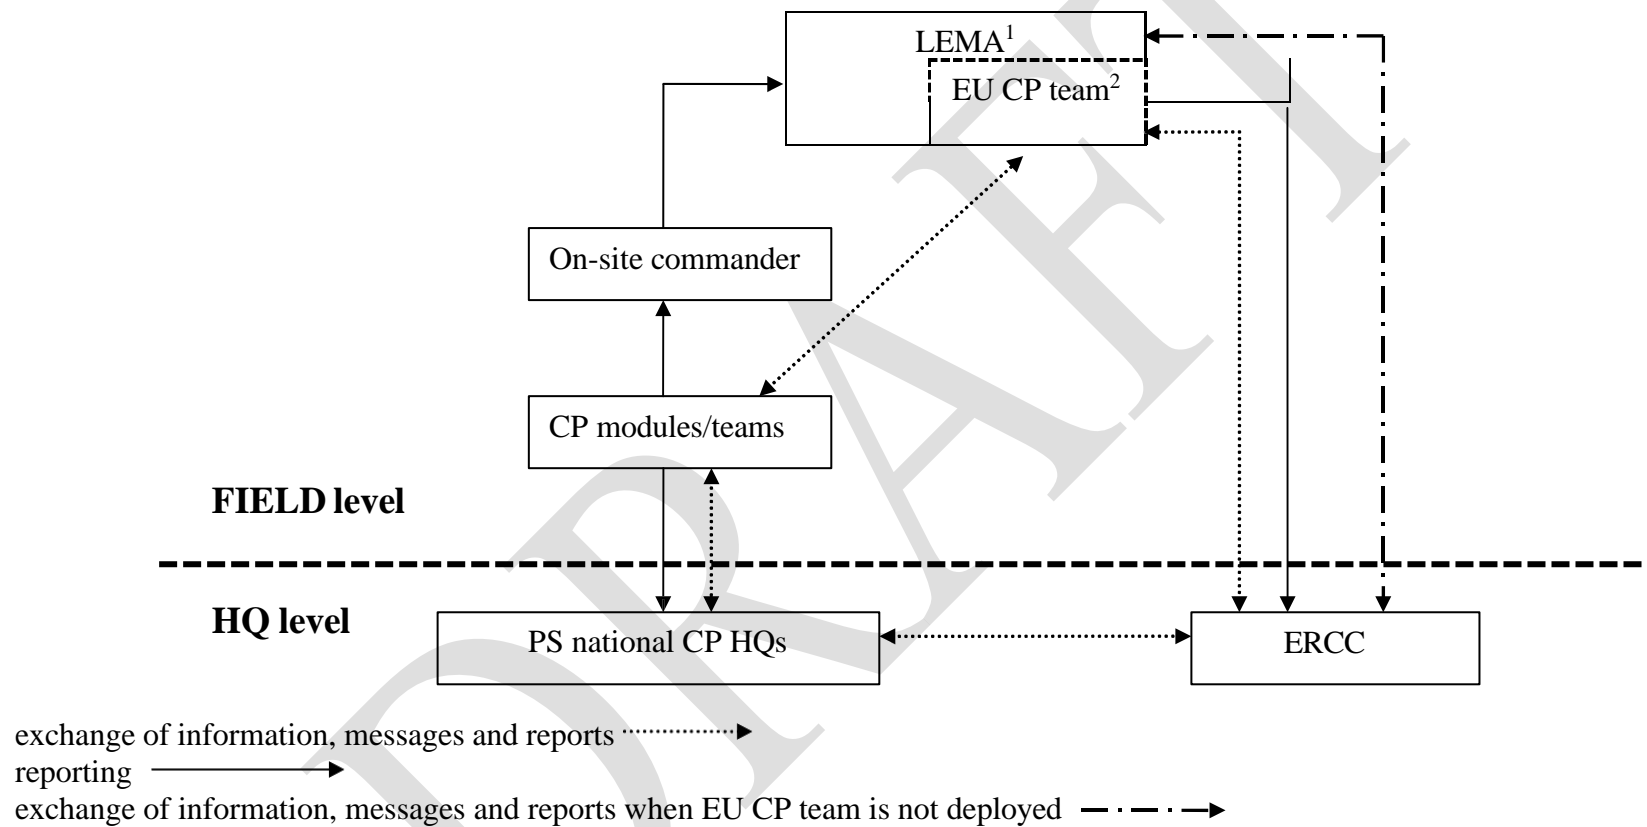 LEMA¹
EU CP team²
On-site commander
CP modules/teams
FIELD level
HQ level
PS national CP HQs
ERCC
exchange of information, messages and reports
reporting
exchange of information, messages and reports when EU CP team is not deployed
DRAFT